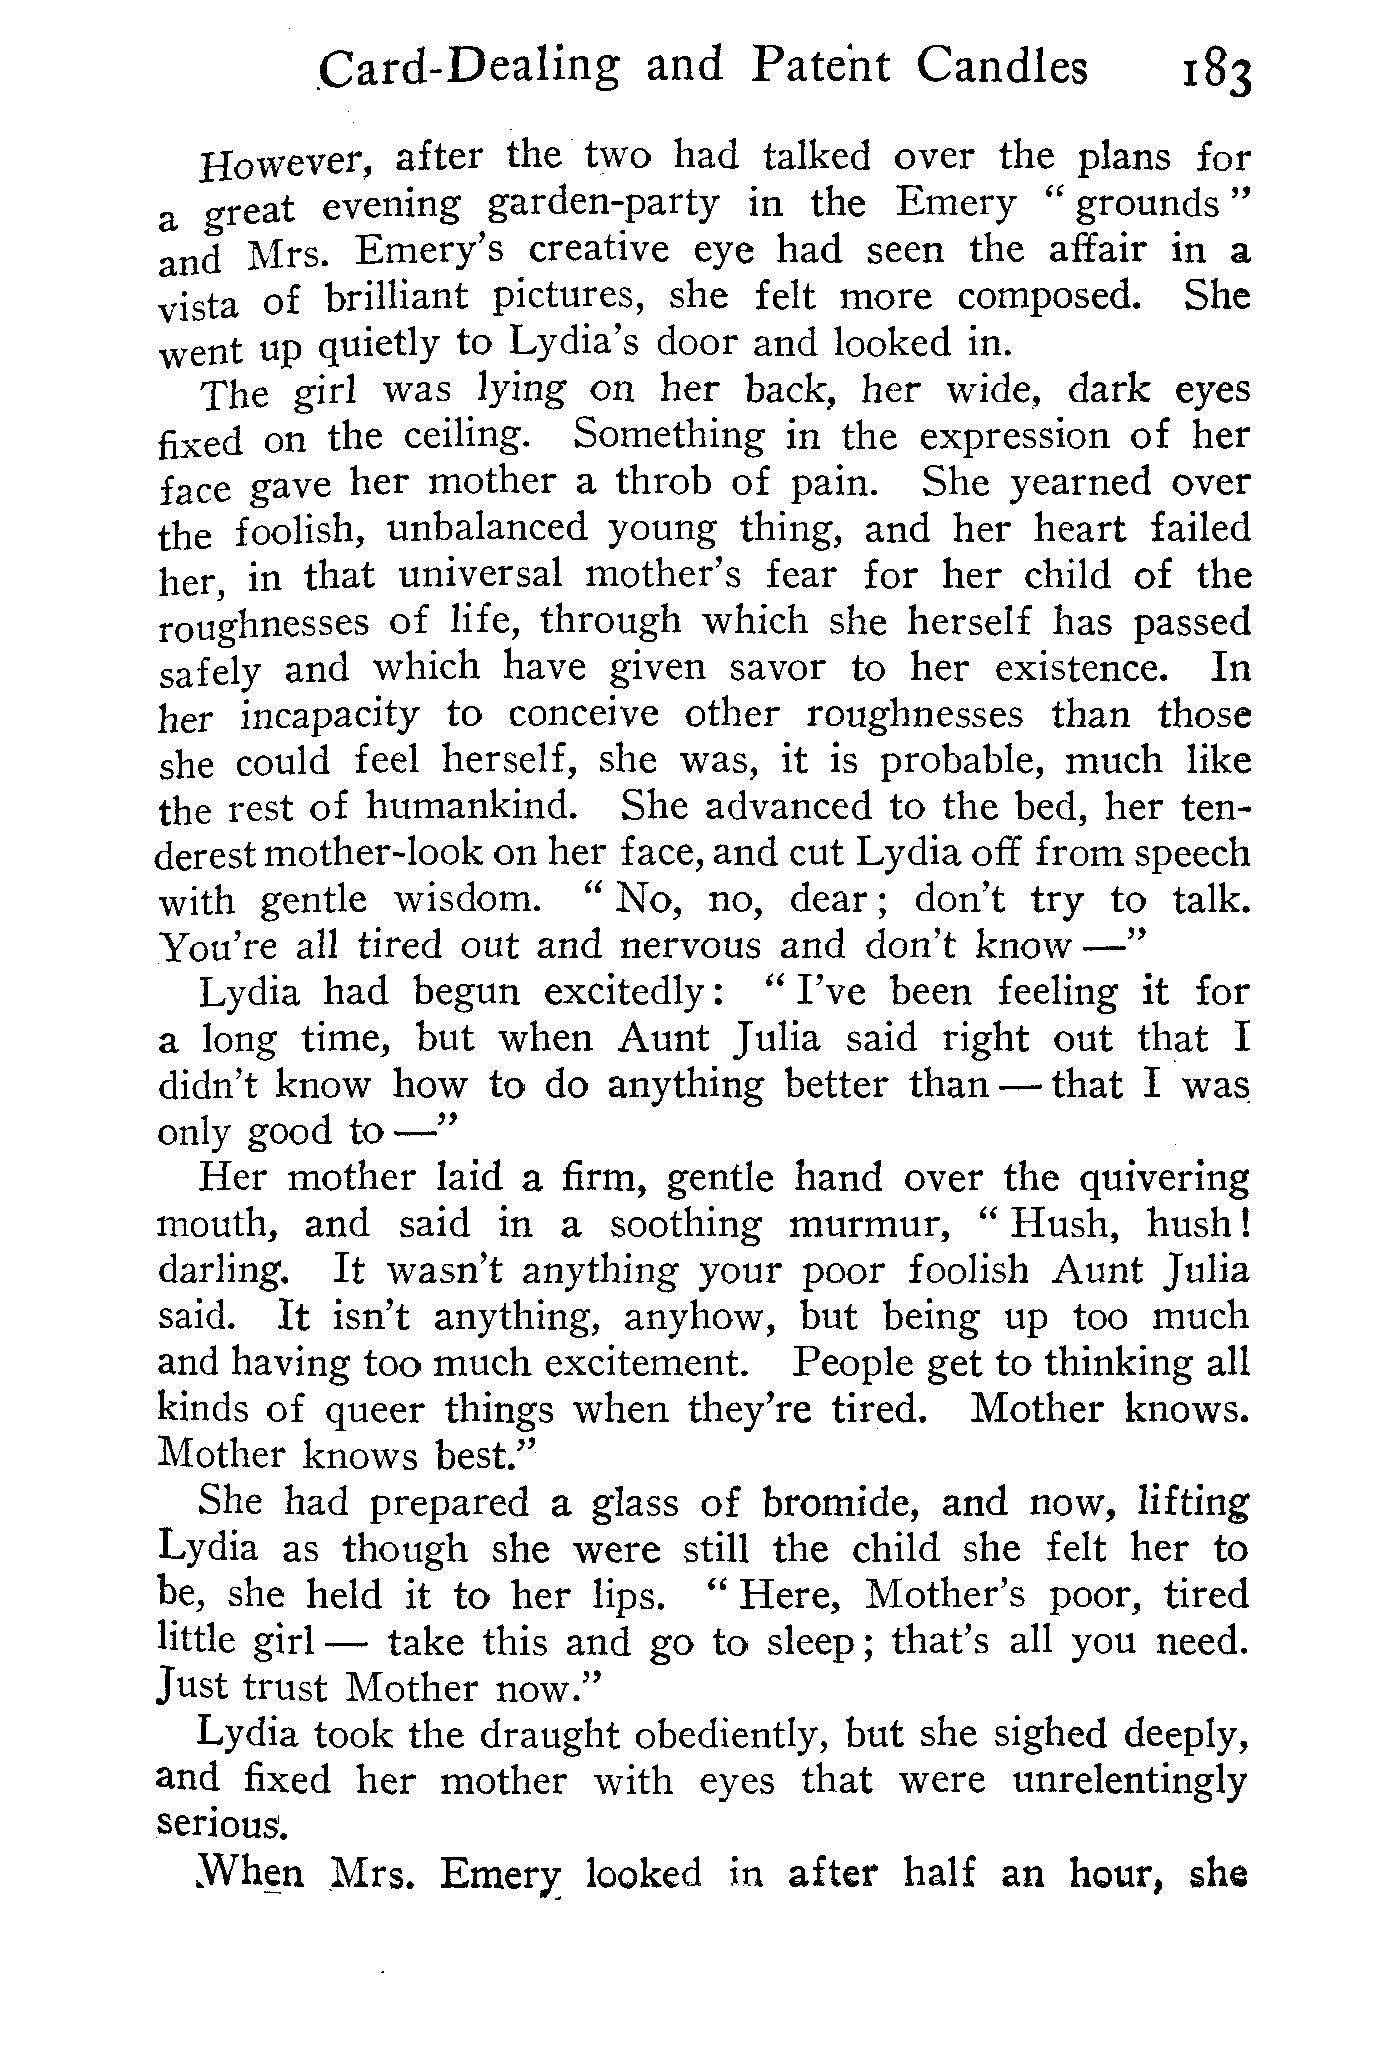 Card-Dealing and Patent Candles 183
However, after the two had talked over the plans for
a great evening garden-party in the Emery “ grounds ”
and Mrs. Emery’s creative eye had seen the affair in a
vista of brilliant pictures, she felt more composed. She
went up quietly to Lydia’s door and looked in.
The girl was lying on her back, her wide, dark eyes
fixed on the ceiling. Something in the expression of her
face gave her mother a throb of pain. She yearned over
the foolish, unbalanced young thing, and her heart failed
her, in that universal mother’s fear for her child of the
roughnesses of life, through which she herself has passed
safely and which have given savor to her existence. In
her incapacity to conceive other roughnesses than those
she could feel herself, she was, it is probable, much like
the rest of humankind. She advanced to the bed, her ten-
derest mother-look on her face, and cut Lydia off from speech
with gentle wisdom. “ No, no, dear ; don’t try to talk.
You’re all tired out and nervous and don’t know —”
Lydia had begun excitedly : “ I’ve been feeling it for
a long time, but when Aunt Julia said right out that I
didn’t know how to do anything better than — that I was
only good to —”
Her mother laid a firm, gentle hand over the quivering
mouth, and said in a soothing murmur, “ Hush, hush !
darling. It wasn’t anything your poor foolish Aunt Julia
said. It isn’t anything, anyhow, but being up too much
and having too much excitement. People get to thinking all
kinds of queer things when they’re tired. Mother knows.
Mother knows best.”
She had prepared a glass of bromide, and now, lifting
Lydia as though she were still the child she felt her to
be, she held it to her lips. “ Here, Mother’s poor, tired
little girl — take this and go to sleep ; that’s all you need.
Just trust Mother now.”
Lydia took the draught obediently, but she sighed deeply,
and fixed her mother with eyes that were unrelentingly
serious.
When Mrs. Emery looked in after half an hour, she